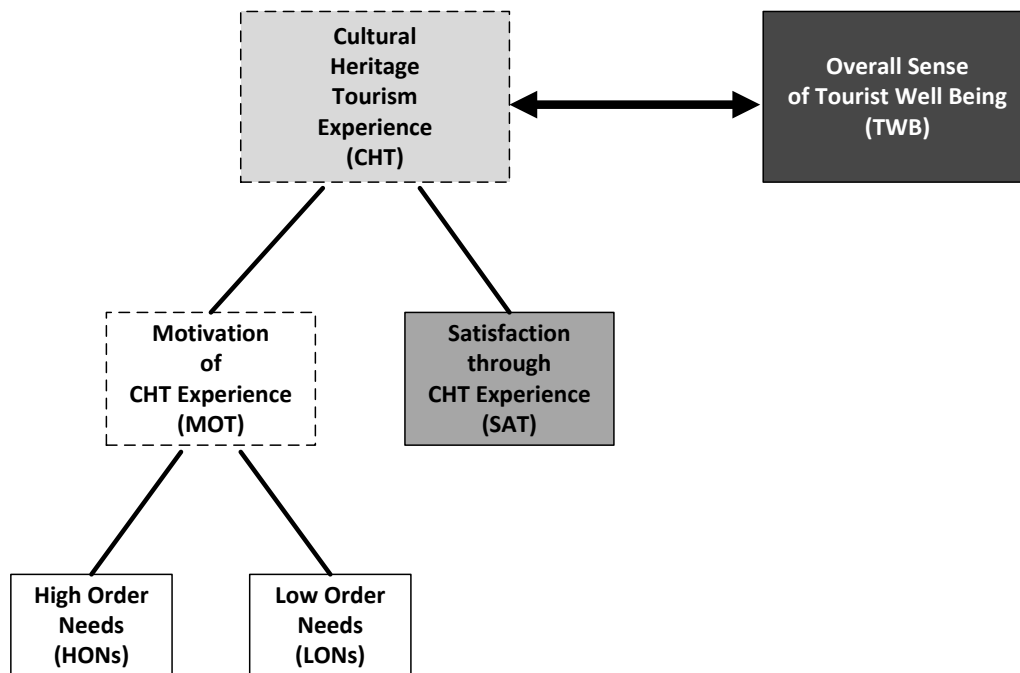 Cultural
Heritage
Tourism
Experience
(CHT)
Overall Sense
of Tourist Well Being
(TWB)
Motivation
of
CHT Experience
(MOT)
Satisfaction
through
CHT Experience
(SAT)
High Order
Needs
(HONs)
Low Order
Needs
(LONs)